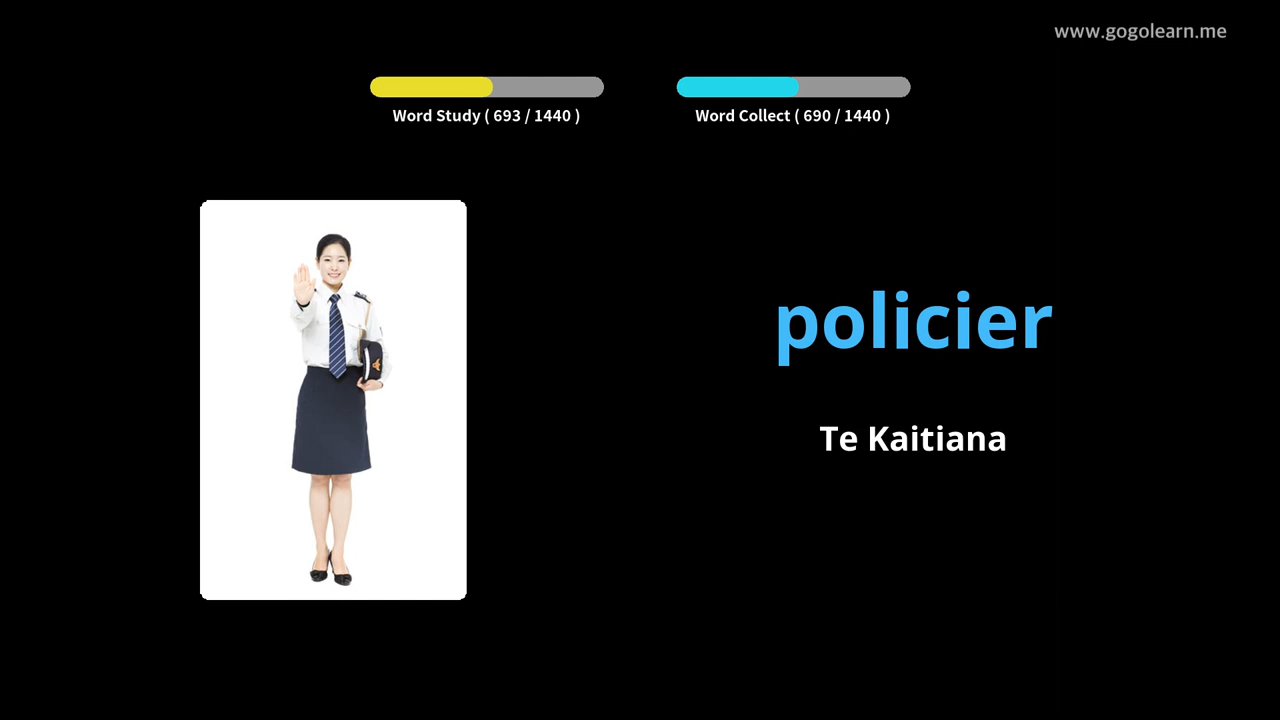 www.gogolearn.me
Word Study ( 693 / 1440 )
Word Collect ( 690 / 1440 )
policier
Te Kaitiana